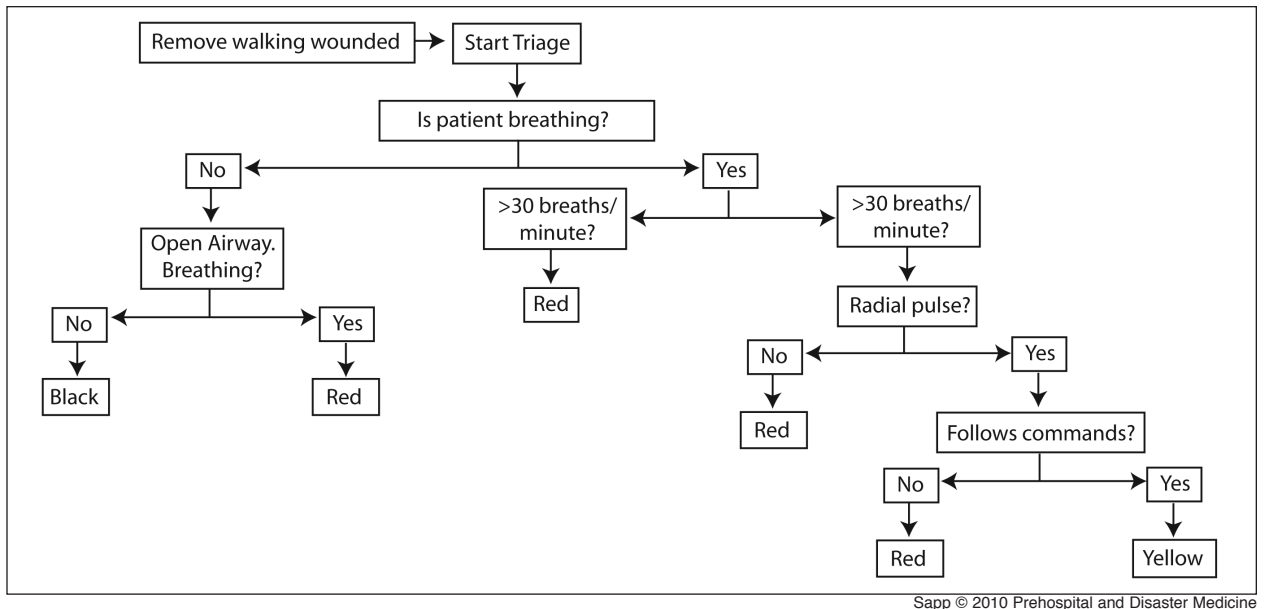 Remove walking wounded
Start Triage
Is patient breathing?
No
Yes
>30 breaths/
minute?
>30 breaths/
minute?
Open Airway.
Breathing?
Red
Radial pulse?
No
Yes
No
Yes
Black
Red
Red
Follows commands?
No
Yes
Red
Yellow
Sapp © 2010 Prehospital and Disaster Medicine